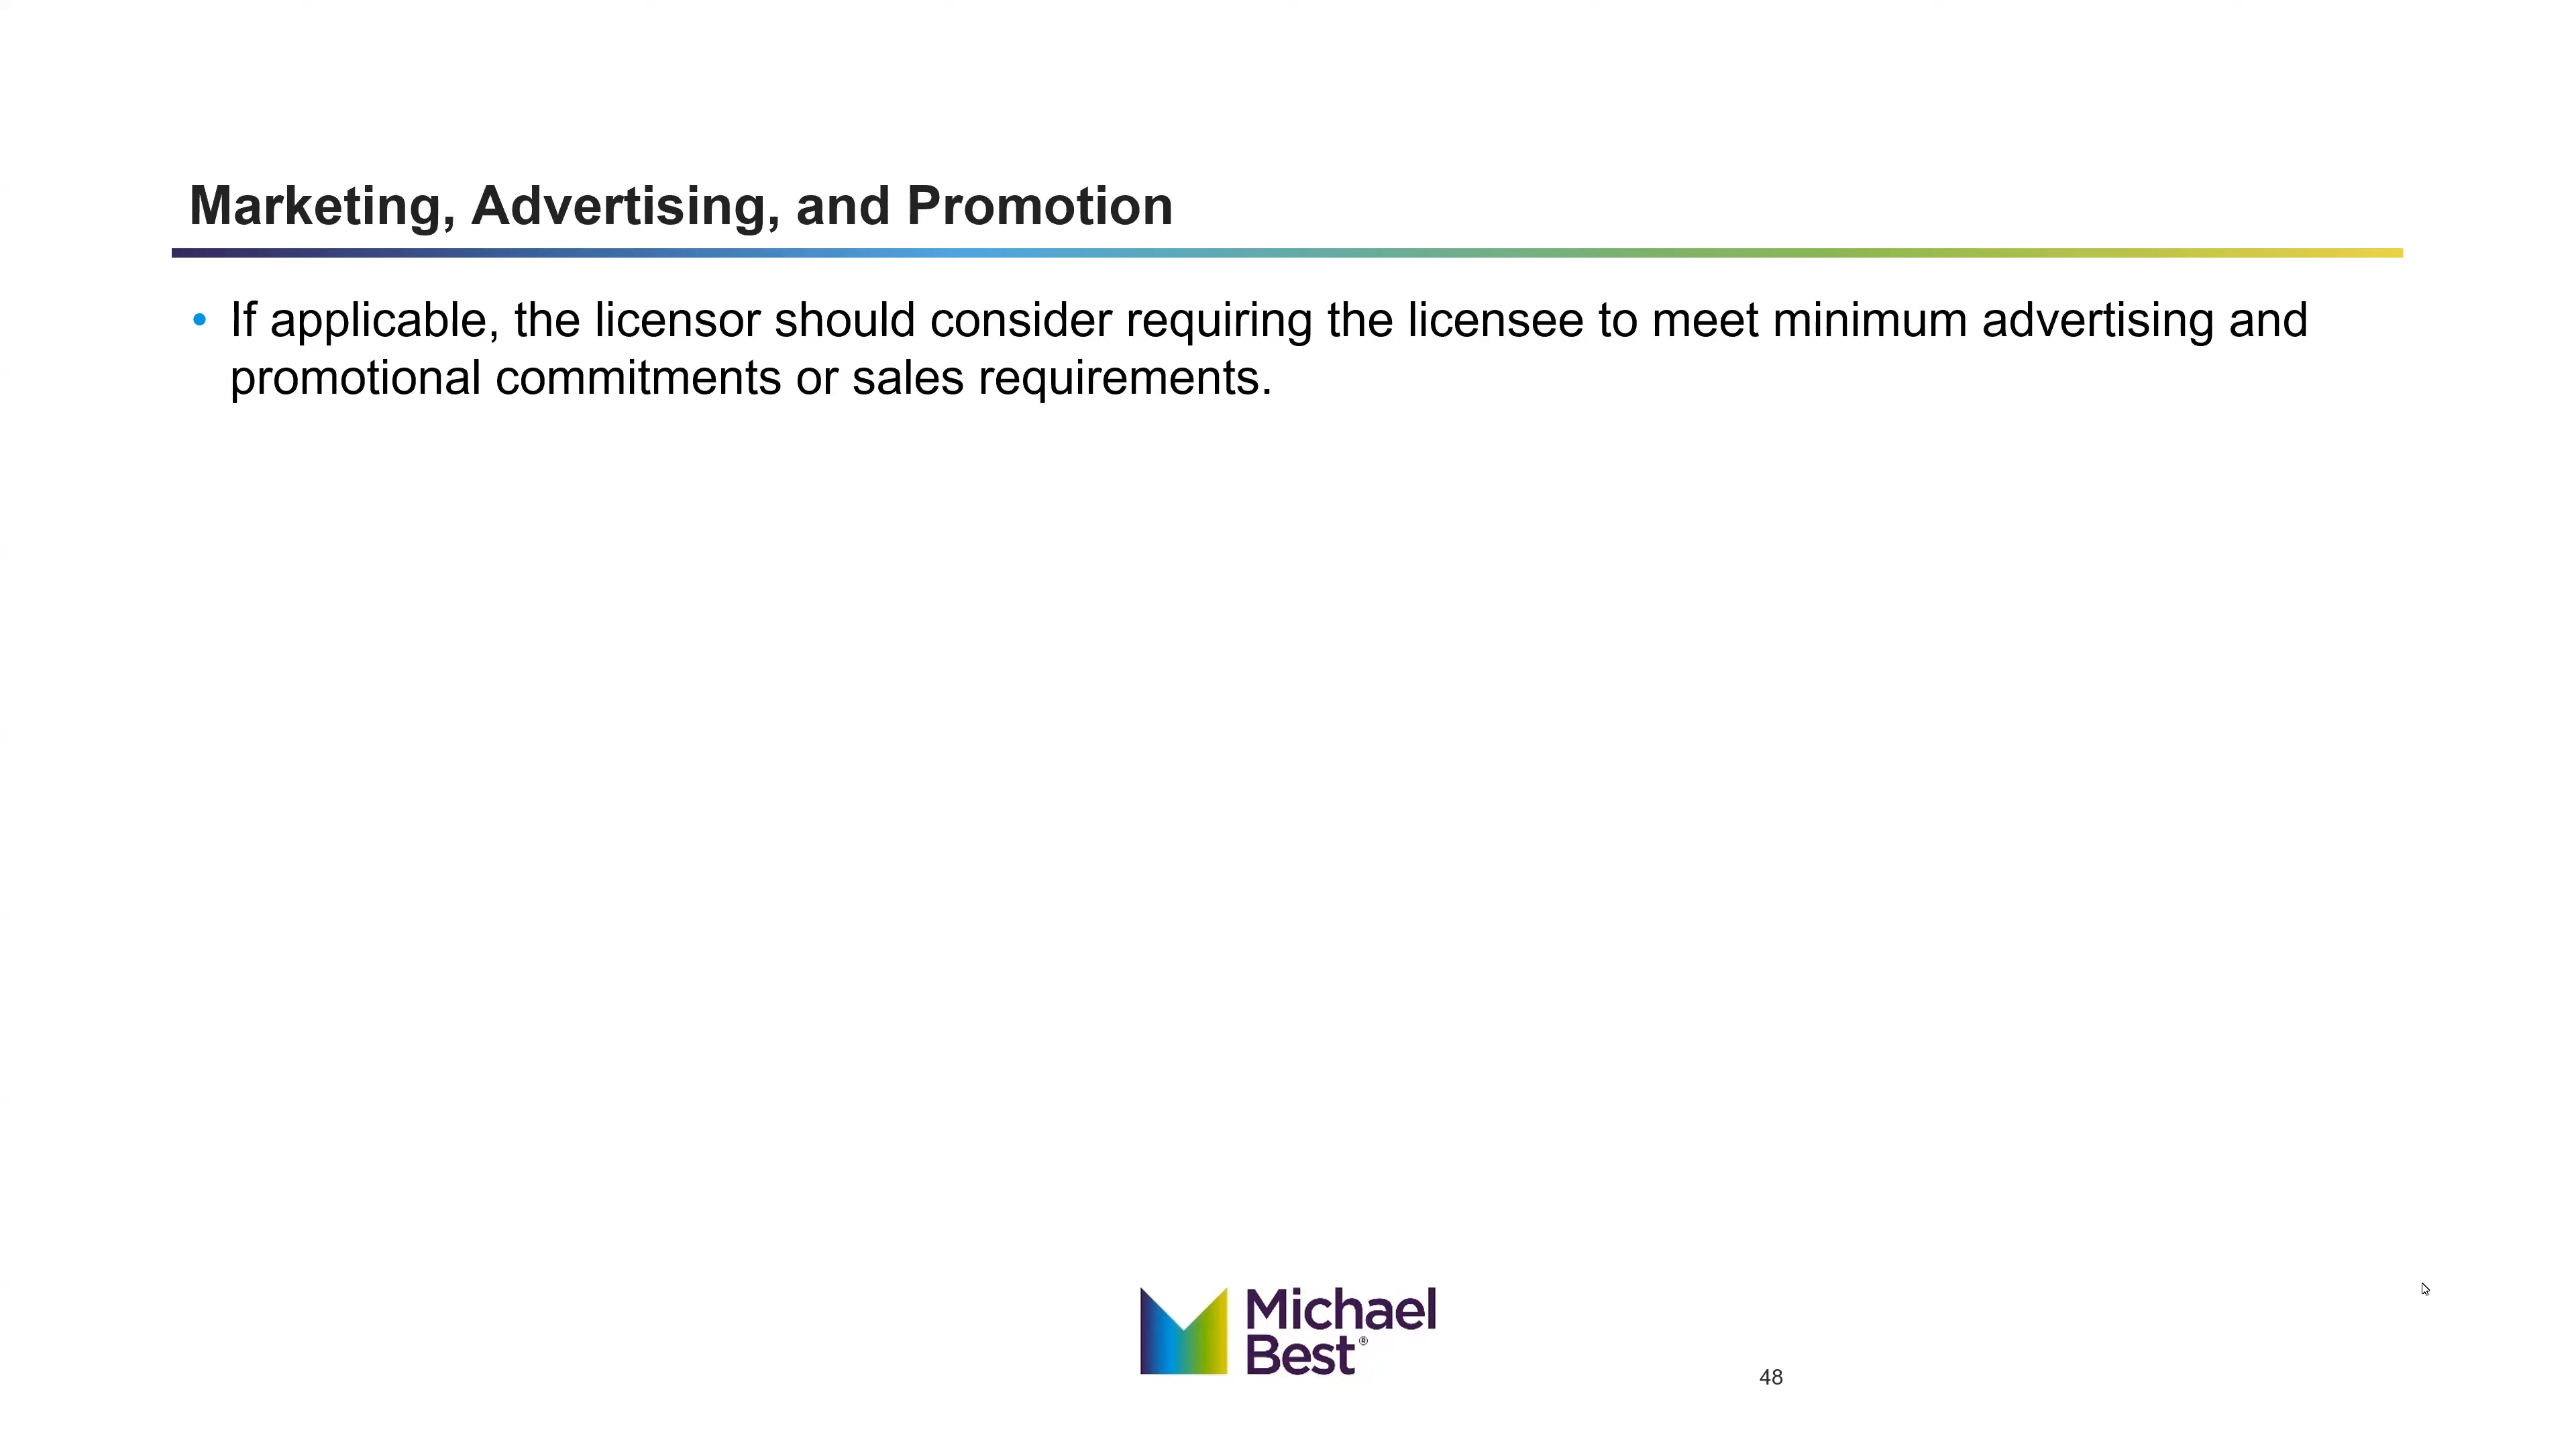 Marketing, Advertising, and Promotion
• If applicable, the licensor should consider requiring the licensee to meet minimum advertising and
promotional commitments or sales requirements.
Michael
Best®
48